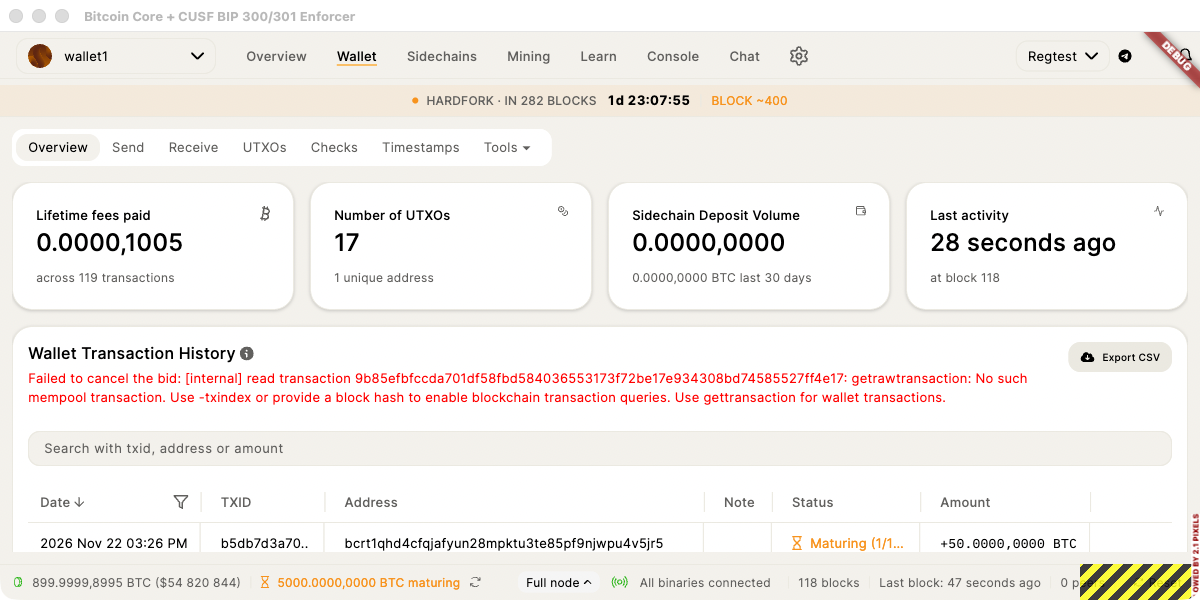 Bitcoin Core + CUSF BIP 300/301 Enforcer
wallet1
Overview
Wallet
Sidechains
Mining
Learn
Console
Chat
Regtest
DEBUG
HARDFORK · IN 282 BLOCKS 1d 23:07:55 BLOCK ~400
Overview
Send
Receive
UTXOs
Checks
Timestamps
Tools
Lifetime fees paid
0.0000,1005
across 119 transactions
Number of UTXOs
17
1 unique address
Sidechain Deposit Volume
0.0000,0000
0.0000,0000 BTC last 30 days
Last activity
28 seconds ago
at block 118
Wallet Transaction History
Export CSV
Failed to cancel the bid: [internal] read transaction 9b85efbfccda701df58fbd584036553173f72be17e934308bd74585527ff4e17: getrawtransaction: No such
mempool transaction. Use -txindex or provide a block hash to enable blockchain transaction queries. Use gettransaction for wallet transactions.
Search with txid, address or amount
Date
TXID
Address
Note
Status
Amount
2026 Nov 22 03:26 PM
b5db7d3a70..
bcrt1qhd4cfqjafyun28mpktu3te85pf9njwpu4v5jr5
Maturing (1/1...
+50.0000,0000 BTC
899.9999,8995 BTC ($54 820 844)
5000.0000,0000 BTC maturing
Full node
All binaries connected
118 blocks
Last block: 47 seconds ago
OWED BY 2.1 PIXELS